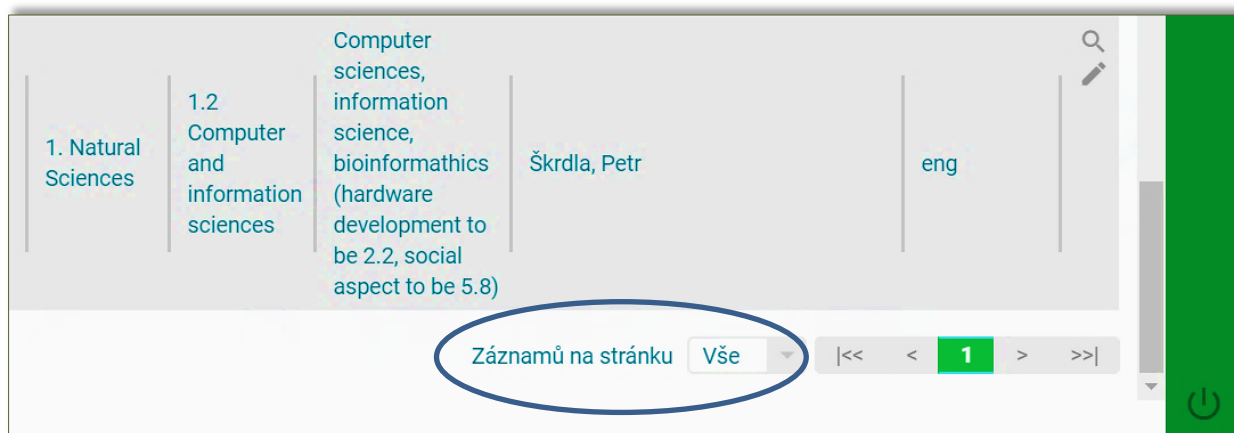 1. Natural
Sciences
1.2
Computer
and
information
sciences
Computer
sciences,
information
science,
bioinformathics
(hardware
development to
be 2.2, social
aspect to be 5.8)
Škrdla, Petr
eng
Záznamů na stránku Vše |<< < 1 > >>|